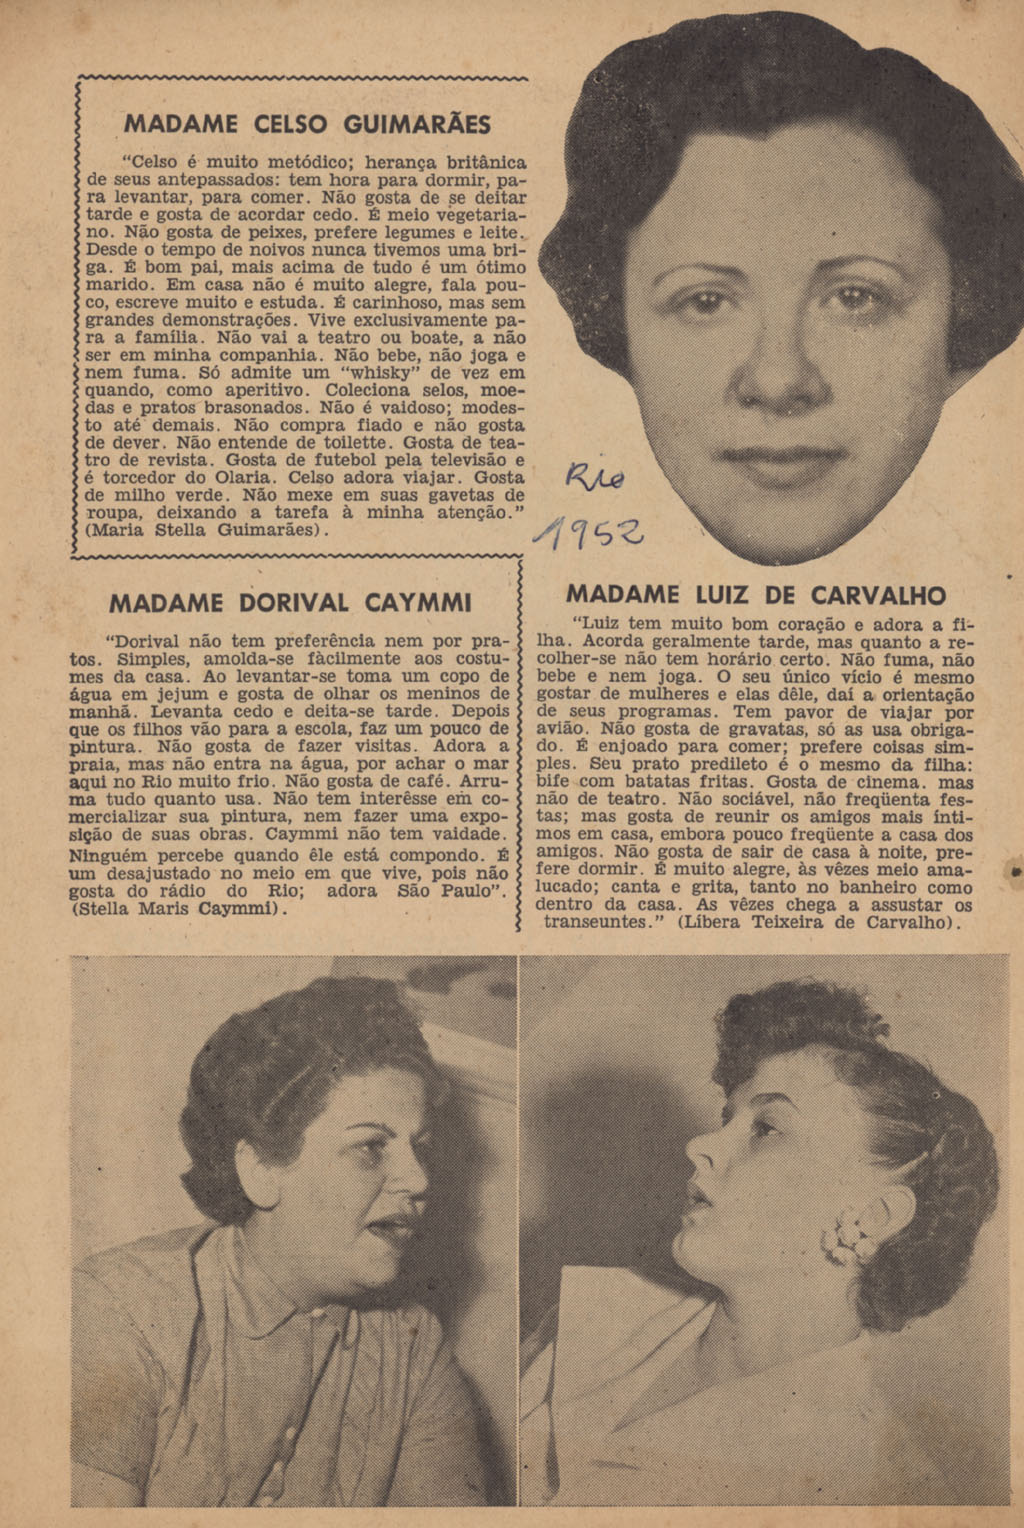 MADAME CELSO GUIMARÃES
"Celso é muito metódico; herança britânica
de seus antepassados: tem hora para dormir, pa-
ra levantar, para comer. Não gosta de se deitar
tarde e gosta de acordar cedo. É meio vegetaria-
no. Não gosta de peixes, prefere legumes e leite.
Desde o tempo de noivos nunca tivemos uma bri-
ga. É bom pai, mais acima de tudo é um ótimo
marido. Em casa não é muito alegre, fala pou-
co, escreve muito e estuda. É carinhoso, mas sem
grandes demonstrações. Vive exclusivamente pa-
ra a família. Não vai a teatro ou boate, a não
ser em minha companhia. Não bebe, não joga e
nem fuma. Só admite um "whisky" de vez em
quando, como aperitivo. Coleciona selos, moe-
das e pratos brasonados. Não é vaidoso; modes-
to até demais. Não compra fiado e não gosta
de dever. Não entende de toilette. Gosta de tea-
tro de revista. Gosta de futebol pela televisão e
é torcedor do Olaria. Celso adora viajar. Gosta
de milho verde. Não mexe em suas gavetas de
roupa, deixando a tarefa à minha atenção."
(Maria Stella Guimarães).
Rio
1952
MADAME DORIVAL CAYMMI
"Dorival não tem preferência nem por pra-
tos. Simples, amolda-se fàcilmente aos costu-
mes da casa. Ao levantar-se toma um copo de
água em jejum e gosta de olhar os meninos de
manhã. Levanta cedo e deita-se tarde. Depois
que os filhos vão para a escola, faz um pouco de
pintura. Não gosta de fazer visitas. Adora a
praia, mas não entra na água, por achar o mar
aqui no Rio muito frio. Não gosta de café. Arru-
ma tudo quanto usa. Não tem interêsse em co-
mercializar sua pintura, nem fazer uma expo-
sição de suas obras. Caymmi não tem vaidade.
Ninguém percebe quando êle está compondo. É
um desajustado no meio em que vive, pois não
gosta do rádio do Rio; adora São Paulo".
(Stella Maris Caymmi).
MADAME LUIZ DE CARVALHO
"Luiz tem muito bom coração e adora a fi-
lha. Acorda geralmente tarde, mas quanto a re-
colher-se não tem horário certo. Não fuma, não
bebe e nem joga. O seu único vício é mesmo
gostar de mulheres e elas dêle, daí a orientação
de seus programas. Tem pavor de viajar por
avião. Não gosta de gravatas, só as usa obriga-
do. É enjoado para comer; prefere coisas sim-
ples. Seu prato predileto é o mesmo da filha:
bife com batatas fritas. Gosta de cinema. mas
não de teatro. Não sociável, não freqüenta fes-
tas; mas gosta de reunir os amigos mais ínti-
mos em casa, embora pouco freqüente a casa dos
amigos. Não gosta de sair de casa à noite, pre-
fere dormir. É muito alegre, às vêzes meio ama-
lucado; canta e grita, tanto no banheiro como
dentro da casa. As vêzes chega a assustar os
transeuntes." (Líbera Teixeira de Carvalho).